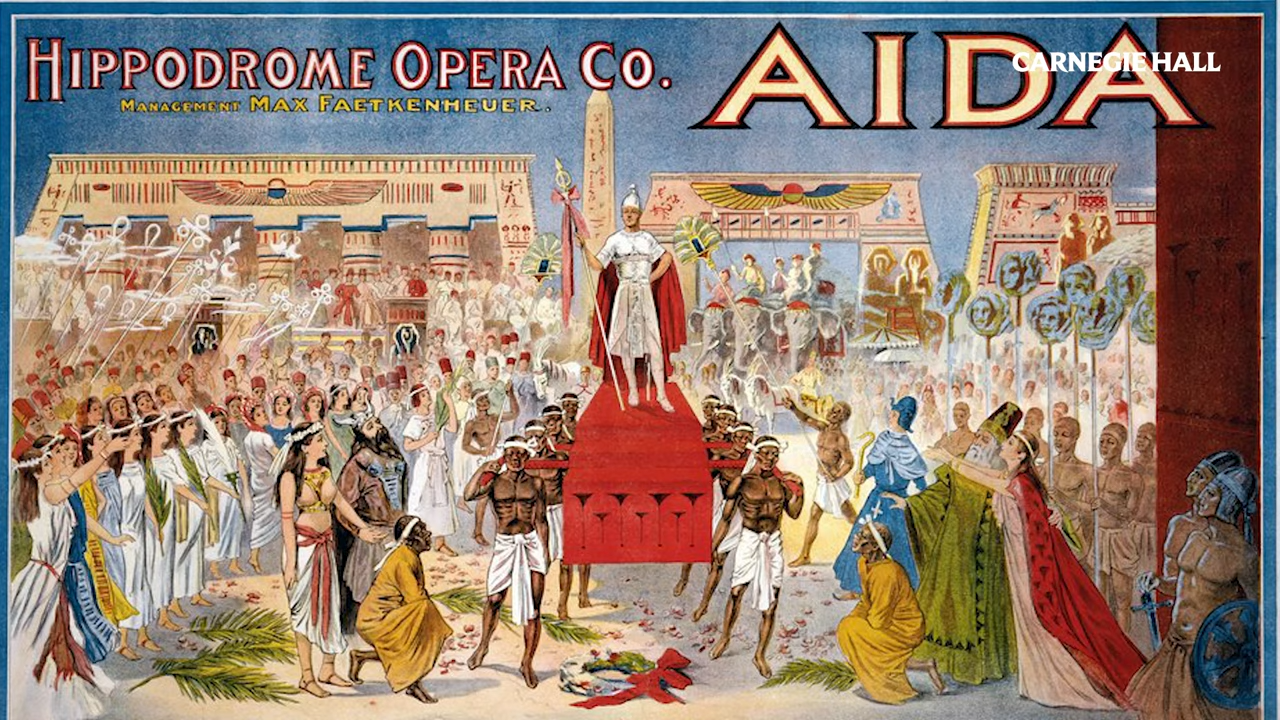 HIPPODROME OPERA CO.
MANAGEMENT MAX FAETKENHEUER.
AIDA
CARNEGIE HALL